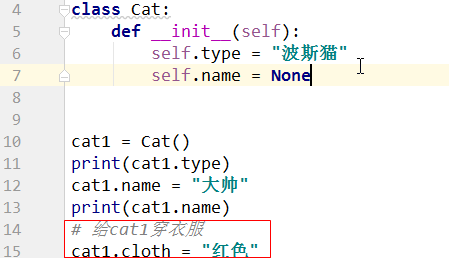 4 class Cat:
5     def __init__(self):
6         self.type = "波斯猫"
7         self.name = None
8
9
10 cat1 = Cat()
11 print(cat1.type)
12 cat1.name = "大帅"
13 print(cat1.name)
14 # 给cat1穿衣服
15 cat1.cloth = "红色"